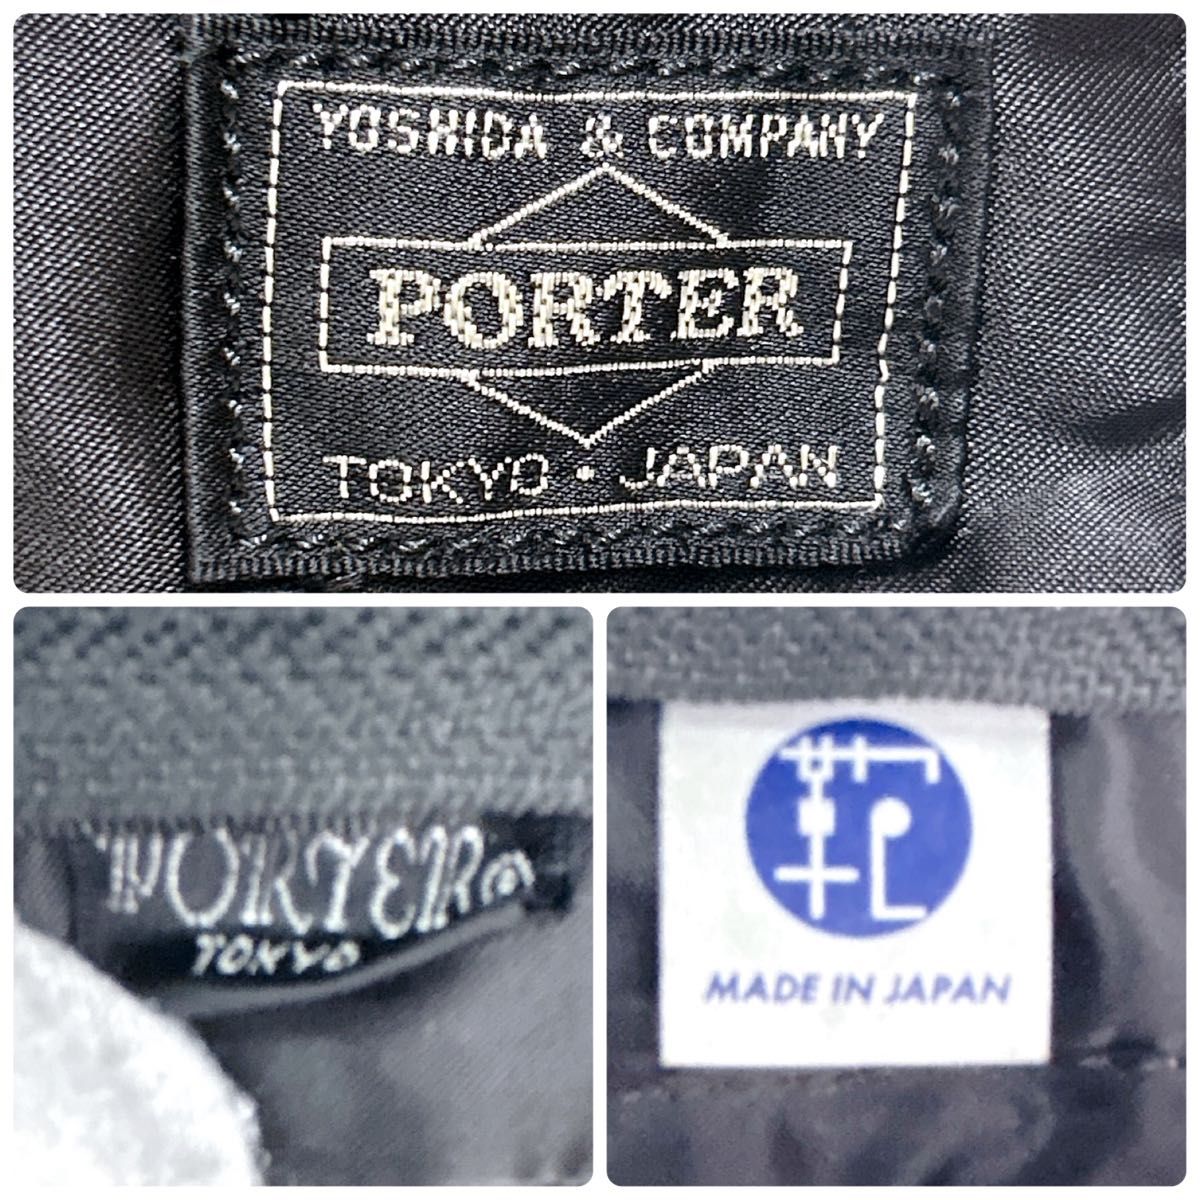 YOSHIDA & COMPANY
PORTER
TOKYO・JAPAN
PORTER®
TOKYO
MADE IN JAPAN